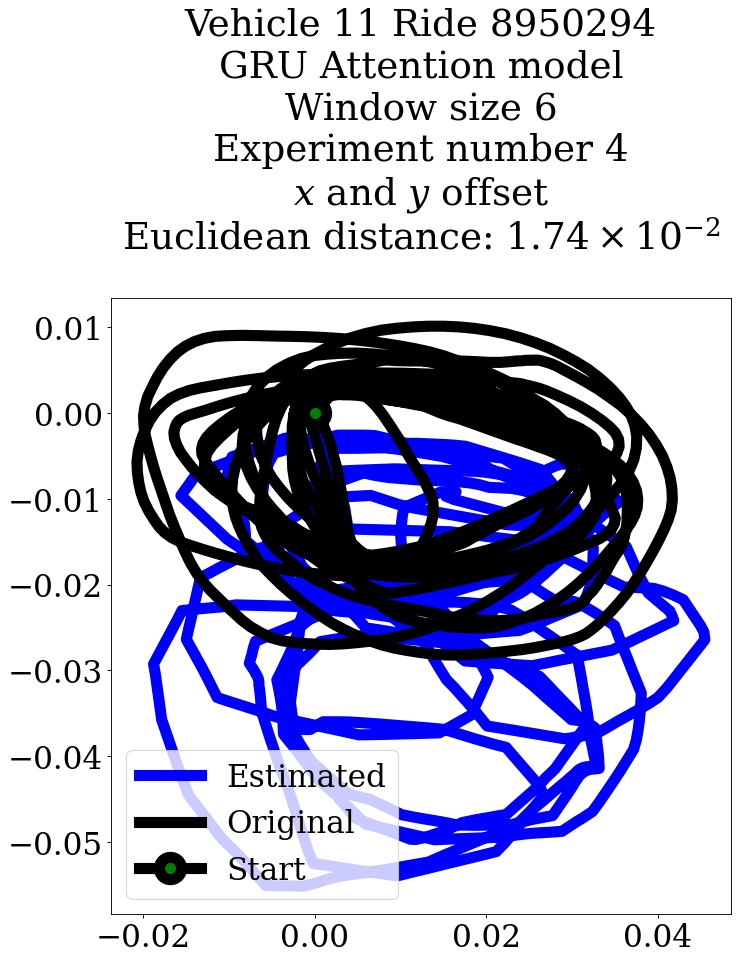 Vehicle 11 Ride 8950294
GRU Attention model
Window size 6
Experiment number 4
x and y offset
Euclidean distance: 1.74 × 10⁻²
0.01
0.00
−0.01
−0.02
−0.03
−0.04
−0.05
Estimated
Original
Start
−0.02 0.00 0.02 0.04